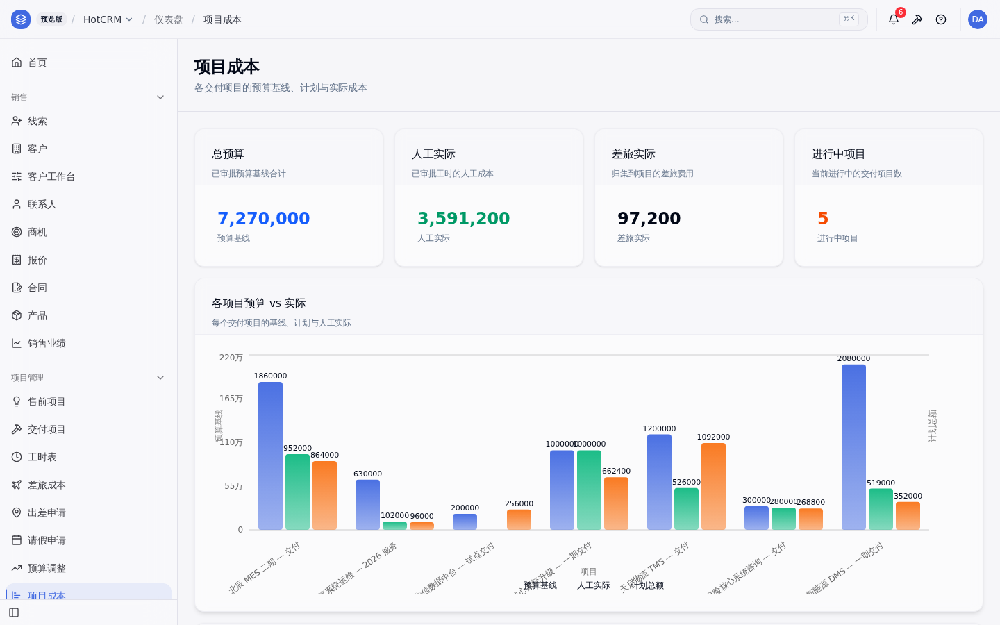 预览版 / HotCRM / 仪表盘 / 项目成本
搜索...
⌘K
6
DA
首页
销售
线索
客户
客户工作台
联系人
商机
报价
合同
产品
销售业绩
项目管理
售前项目
交付项目
工时表
差旅成本
出差申请
请假申请
预算调整
项目成本
项目成本
各交付项目的预算基线、计划与实际成本
总预算
已审批预算基线合计
7,270,000
预算基线
人工实际
已审批工时的人工成本
3,591,200
人工实际
差旅实际
归集到项目的差旅费用
97,200
差旅实际
进行中项目
当前进行中的交付项目数
5
进行中项目
各项目预算 vs 实际
每个交付项目的基线、计划与人工实际
220万
165万
110万
55万
0
预算基线
计划总额
1860000
952000
864000
630000
102000
96000
200000
256000
1000000
1000000
662400
1200000
526000
1092000
300000
280000
268800
2080000
519000
352000
北辰 MES 二期 — 交付
系统运维 — 2026 服务
信数据中台 — 试点交付
升级 — 一期交付
物流 TMS — 交付
险核心系统咨询 — 交付
新能源 DMS — 一期交付
项目
预算基线
人工实际
计划总额